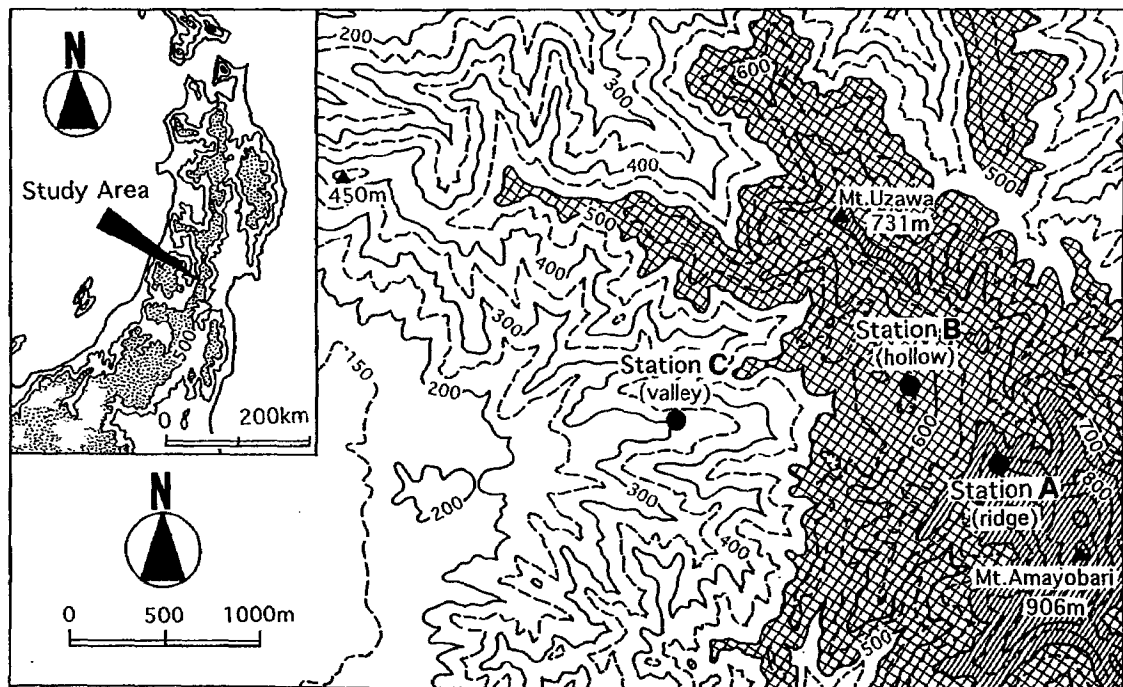 N
Study Area
500
0
200km
N
0
500
1000m
200
300
400
600
500
450m
500
Mt.Uzawa
731m
400
300
150
200
Station C
(valley)
Station B
(hollow)
600
700
800
Station A
(ridge)
200
300
400
Mt.Amayobari
906m
500